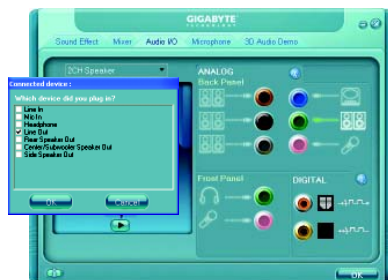 GIGABYTE
TECHNOLOGY
Sound Effect Mixer Audio I/O Microphone 3D Audio Demo
2CH Speaker
ANALOG
Back Panel
Connected device :
Which device did you plug in?
Line In
Mic In
Headphone
Line Out
Rear Speaker Out
Center/Subwoofer Speaker Out
Side Speaker Out
OK Cancel
Front Panel
DIGITAL
OK